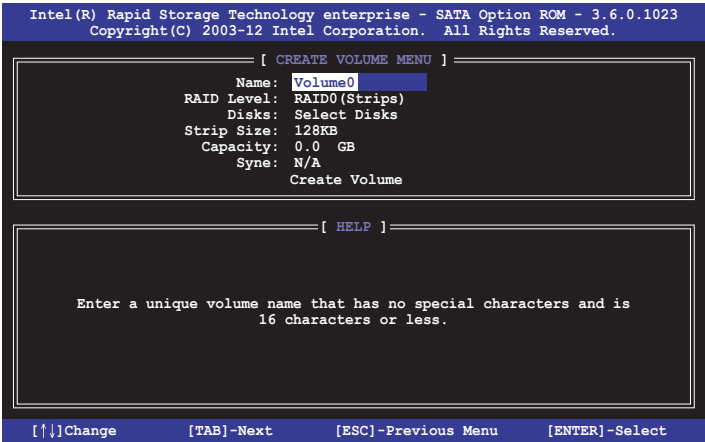 Intel(R) Rapid Storage Technology enterprise - SATA Option ROM - 3.6.0.1023
Copyright(C) 2003-12 Intel Corporation. All Rights Reserved.
[ CREATE VOLUME MENU ]
Name: Volume0
RAID Level: RAID0(Strips)
Disks: Select Disks
Strip Size: 128KB
Capacity: 0.0 GB
Syne: N/A
Create Volume
[ HELP ]
Enter a unique volume name that has no special characters and is
16 characters or less.
[↑↓]Change [TAB]-Next [ESC]-Previous Menu [ENTER]-Select